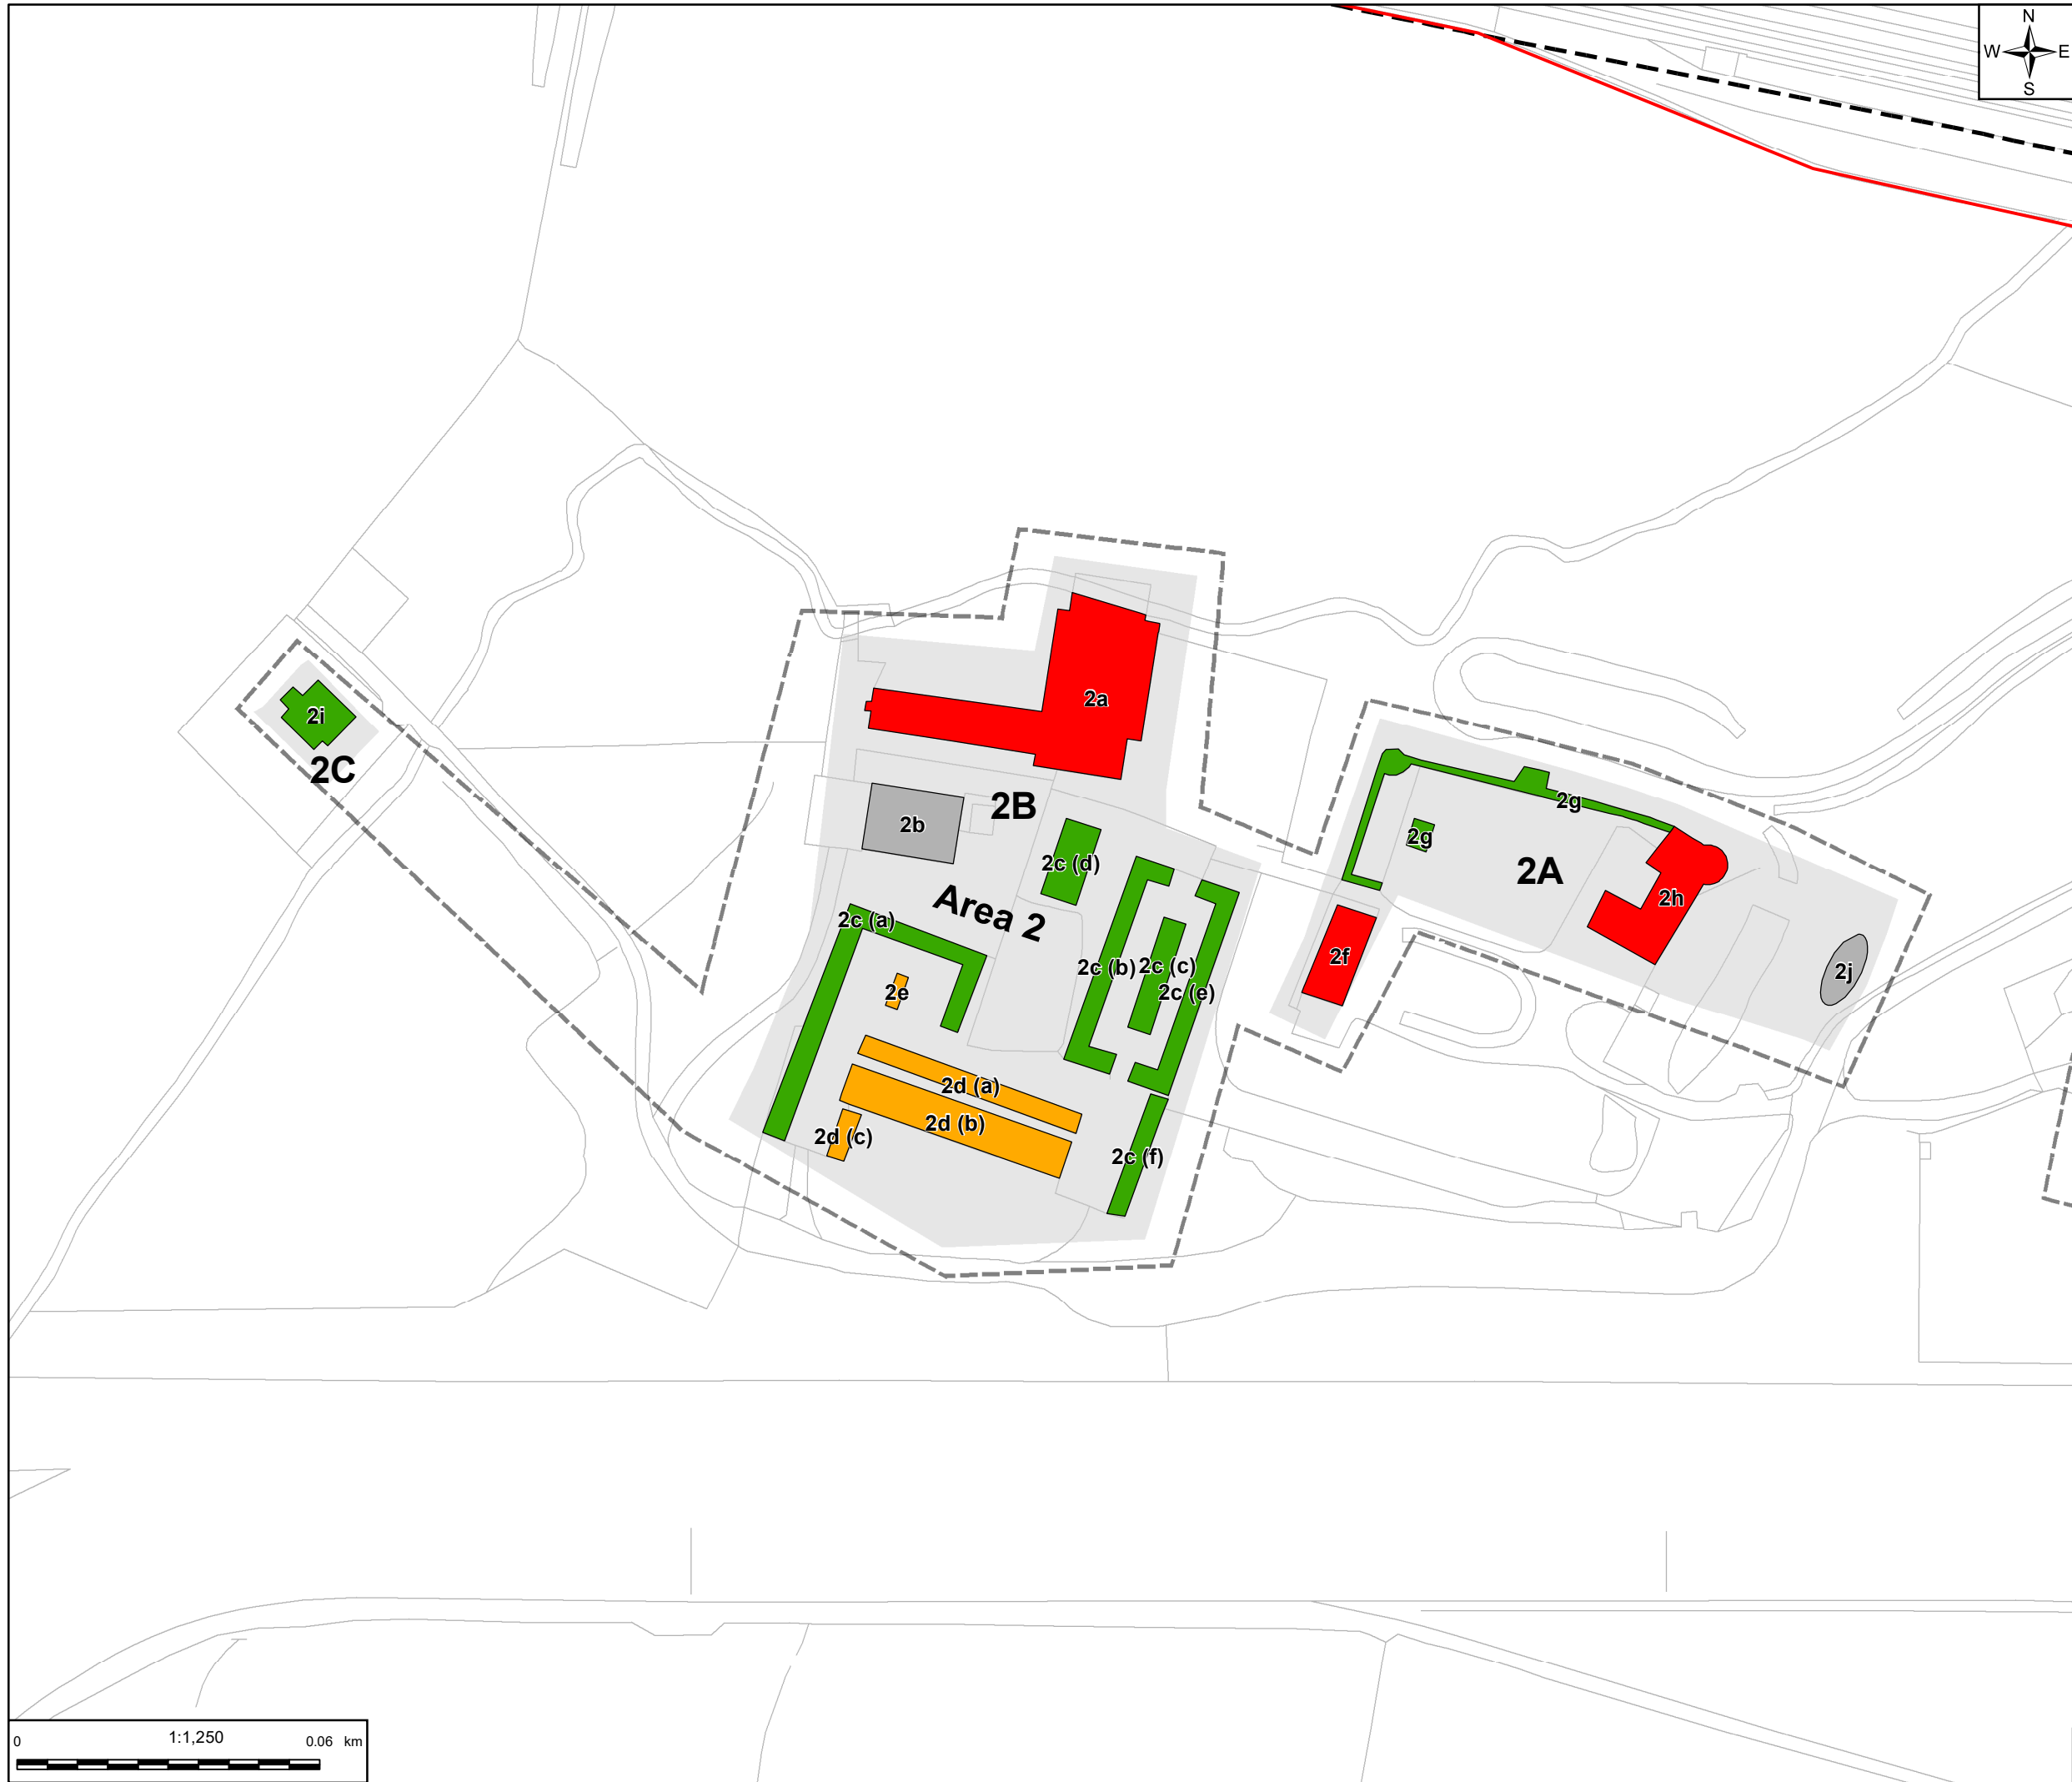 N
W E
S
2a
2i
2C
2B
2b
2g
2g
2c (d)
2A
2h
Area 2
2c (a)
2f
2c (b)
2c (c)
2j
2e
2c (e)
2d (a)
2d (b)
2d (c)
2c (f)
1:1,250
0 0.06 km